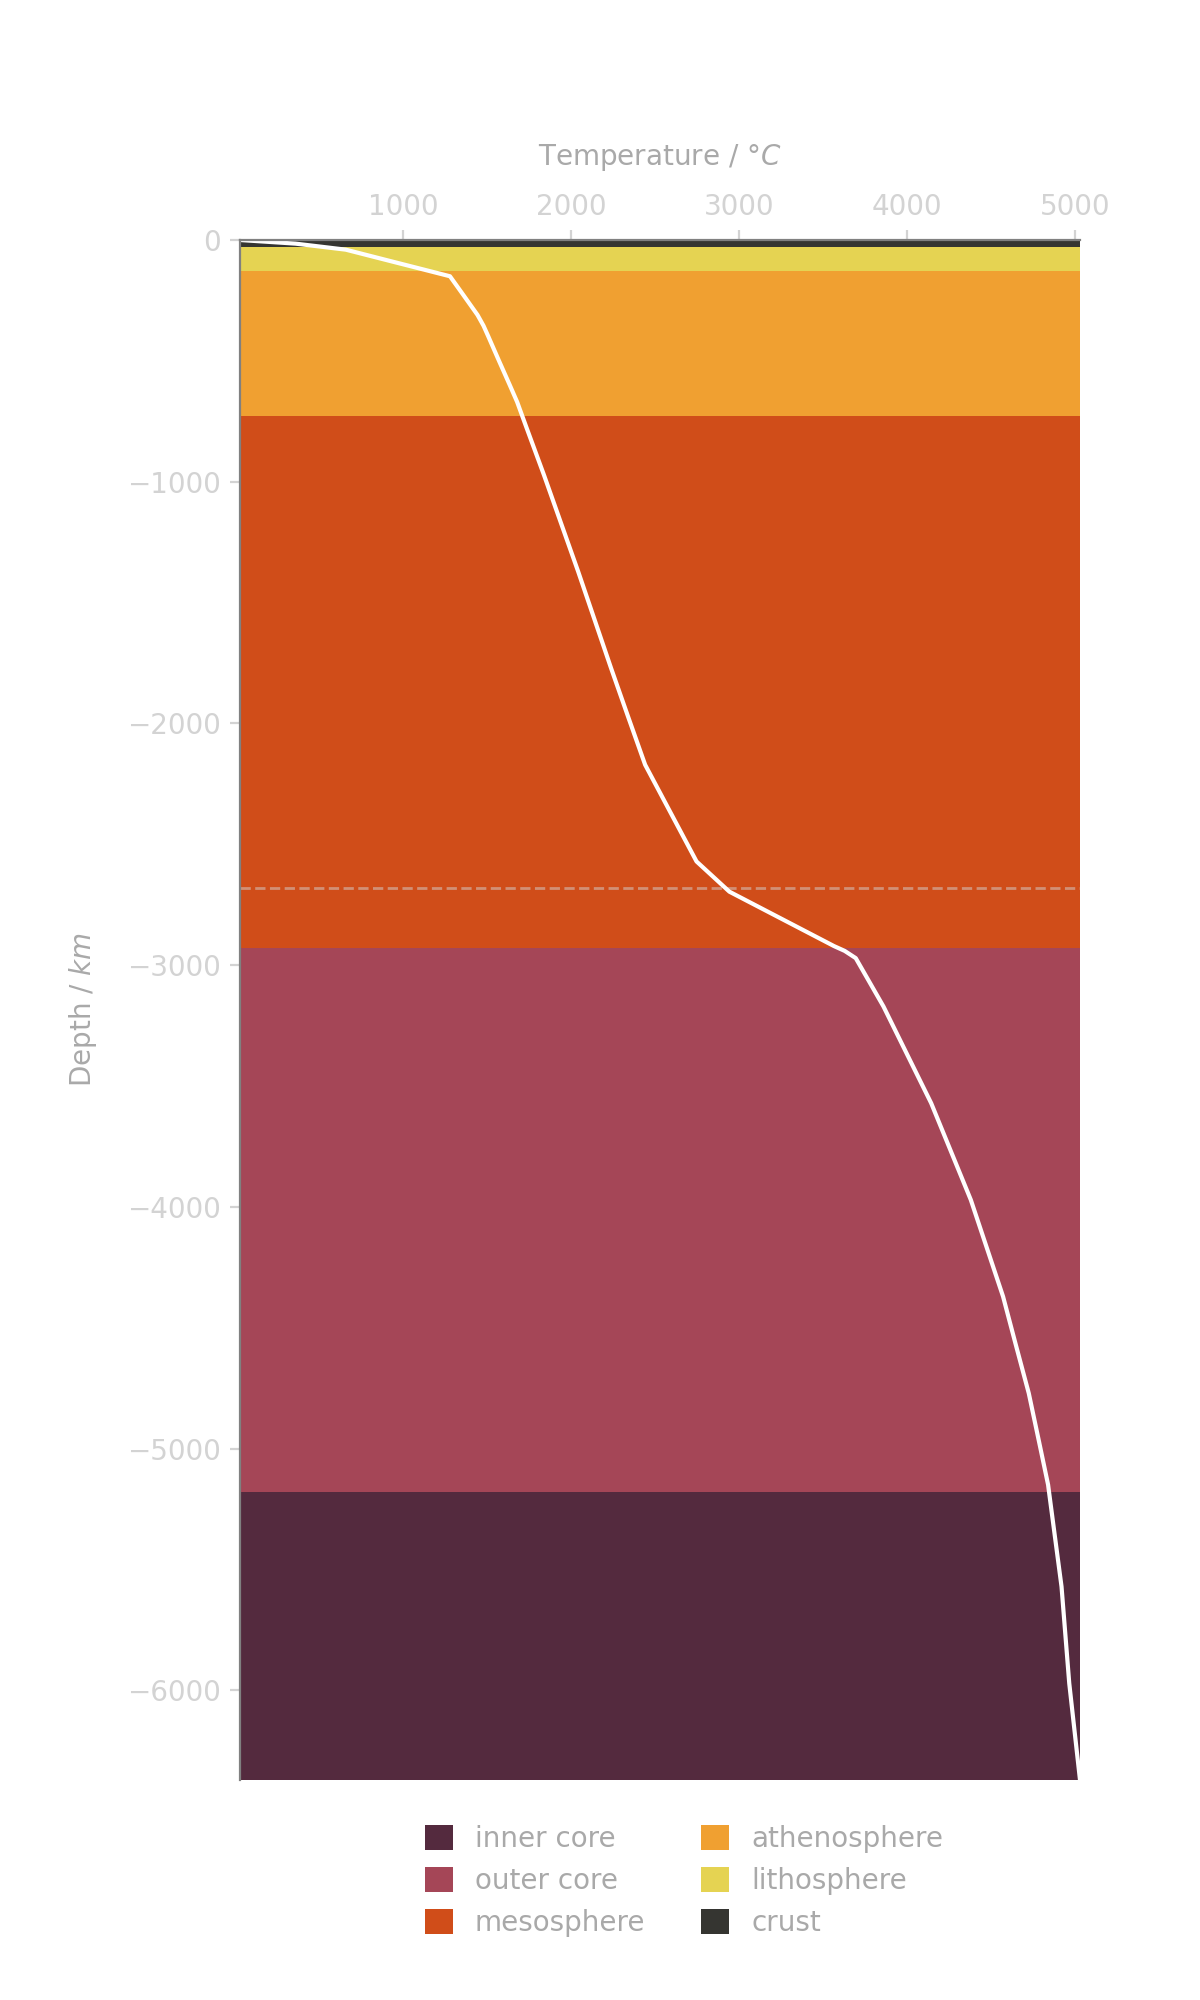 Temperature / °C
1000 2000 3000 4000 5000
0
−1000
−2000
−3000
−4000
−5000
−6000
Depth / km
inner core
outer core
mesosphere
athenosphere
lithosphere
crust